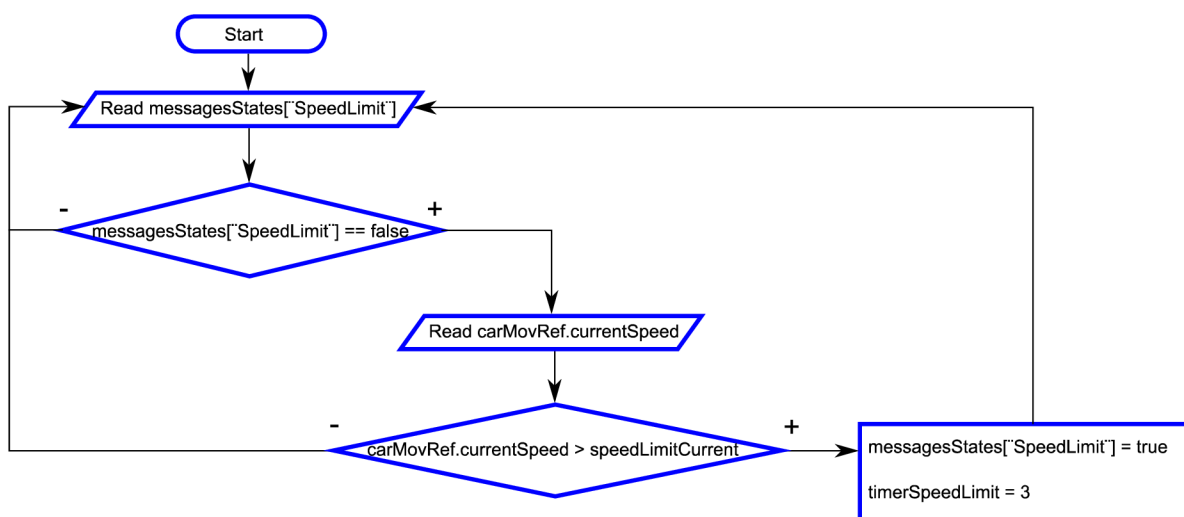 Start
Read messagesStates[¨SpeedLimit¨]
-
+
messagesStates[¨SpeedLimit¨] == false
Read carMovRef.currentSpeed
-
+
carMovRef.currentSpeed > speedLimitCurrent
messagesStates[¨SpeedLimit¨] = true
timerSpeedLimit = 3